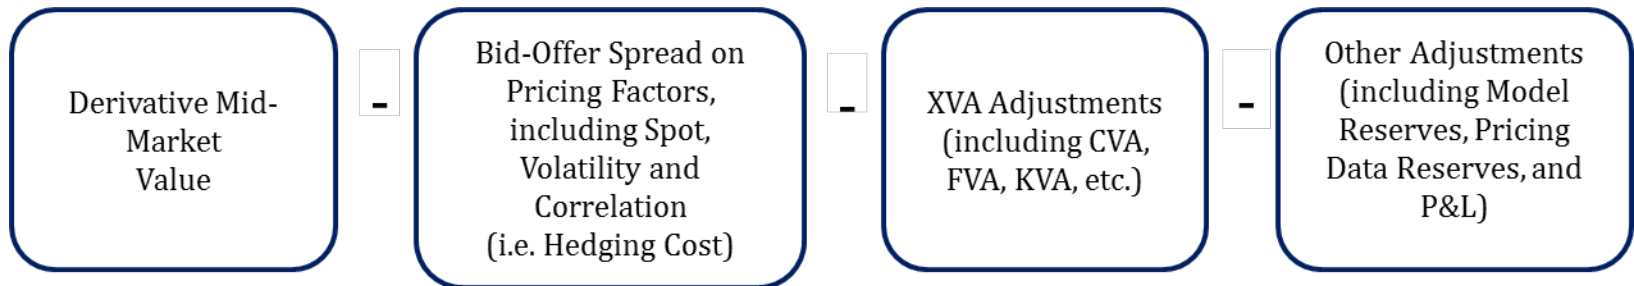 Derivative Mid-
Market
Value
-
Bid-Offer Spread on
Pricing Factors,
including Spot,
Volatility and
Correlation
(i.e. Hedging Cost)
-
XVA Adjustments
(including CVA,
FVA, KVA, etc.)
-
Other Adjustments
(including Model
Reserves, Pricing
Data Reserves, and
P&L)